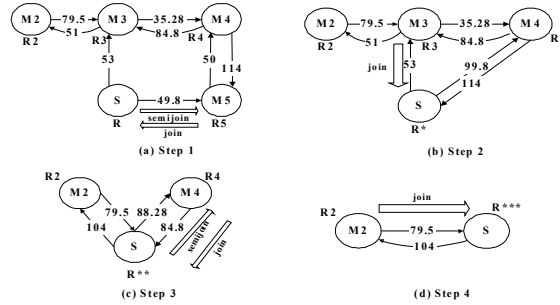 M2 79.5 M3 35.28 M4
R2 51 R3 84.8 R4
53 50 114
S 49.8 M5
R semijoin R5
join
(a) Step 1
M2 79.5 M3 35.28 M4
R2 51 R3 84.8 R
join 53 99.8
114
S
R*
(b) Step 2
R2 M2 M4 R4
79.5 88.28
104 84.8
S semijoin join
R**
(c) Step 3
join R***
R2 M2 79.5 S
104
(d) Step 4